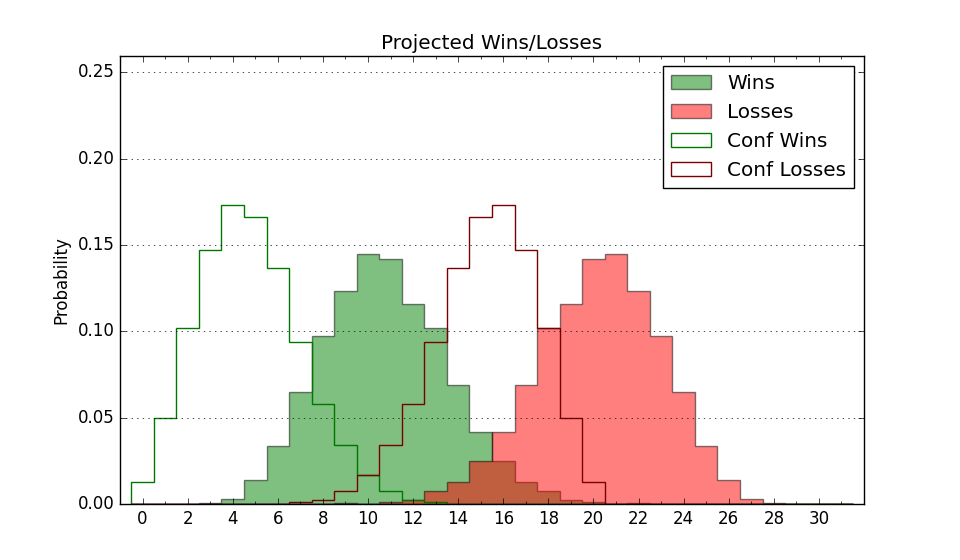 Projected Wins/Losses
0.25
0.20
0.15
0.10
0.05
0.00
Probability
Wins
Losses
Conf Wins
Conf Losses
0 2 4 6 8 10 12 14 16 18 20 22 24 26 28 30